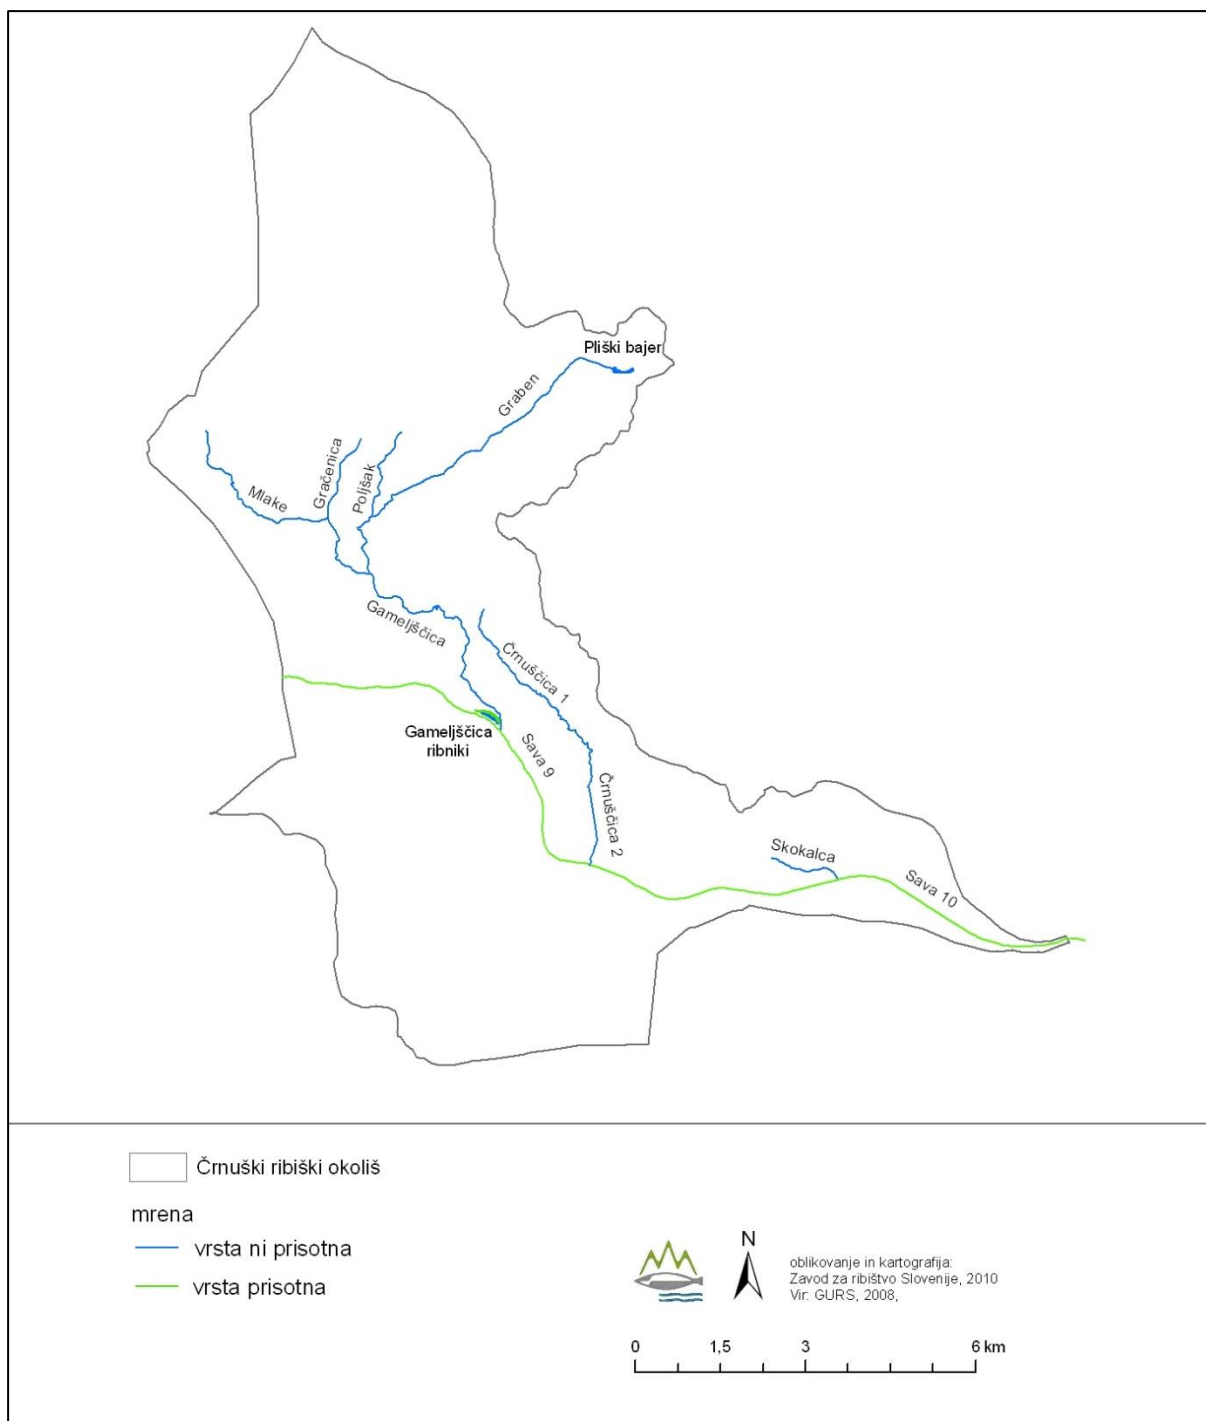 Pliški bajer
Graben
Gračenica
Poljšak
Mlake
Gameljščica
Črnuščica 1
Gameljščica
ribniki
Sava 9
Črnuščica 2
Skokalca
Sava 10
Črnuški ribiški okoliš
mrena
vrsta ni prisotna
vrsta prisotna
N
oblikovanje in kartografija:
Zavod za ribištvo Slovenije, 2010
Vir: GURS, 2008,
0 1,5 3 6 km